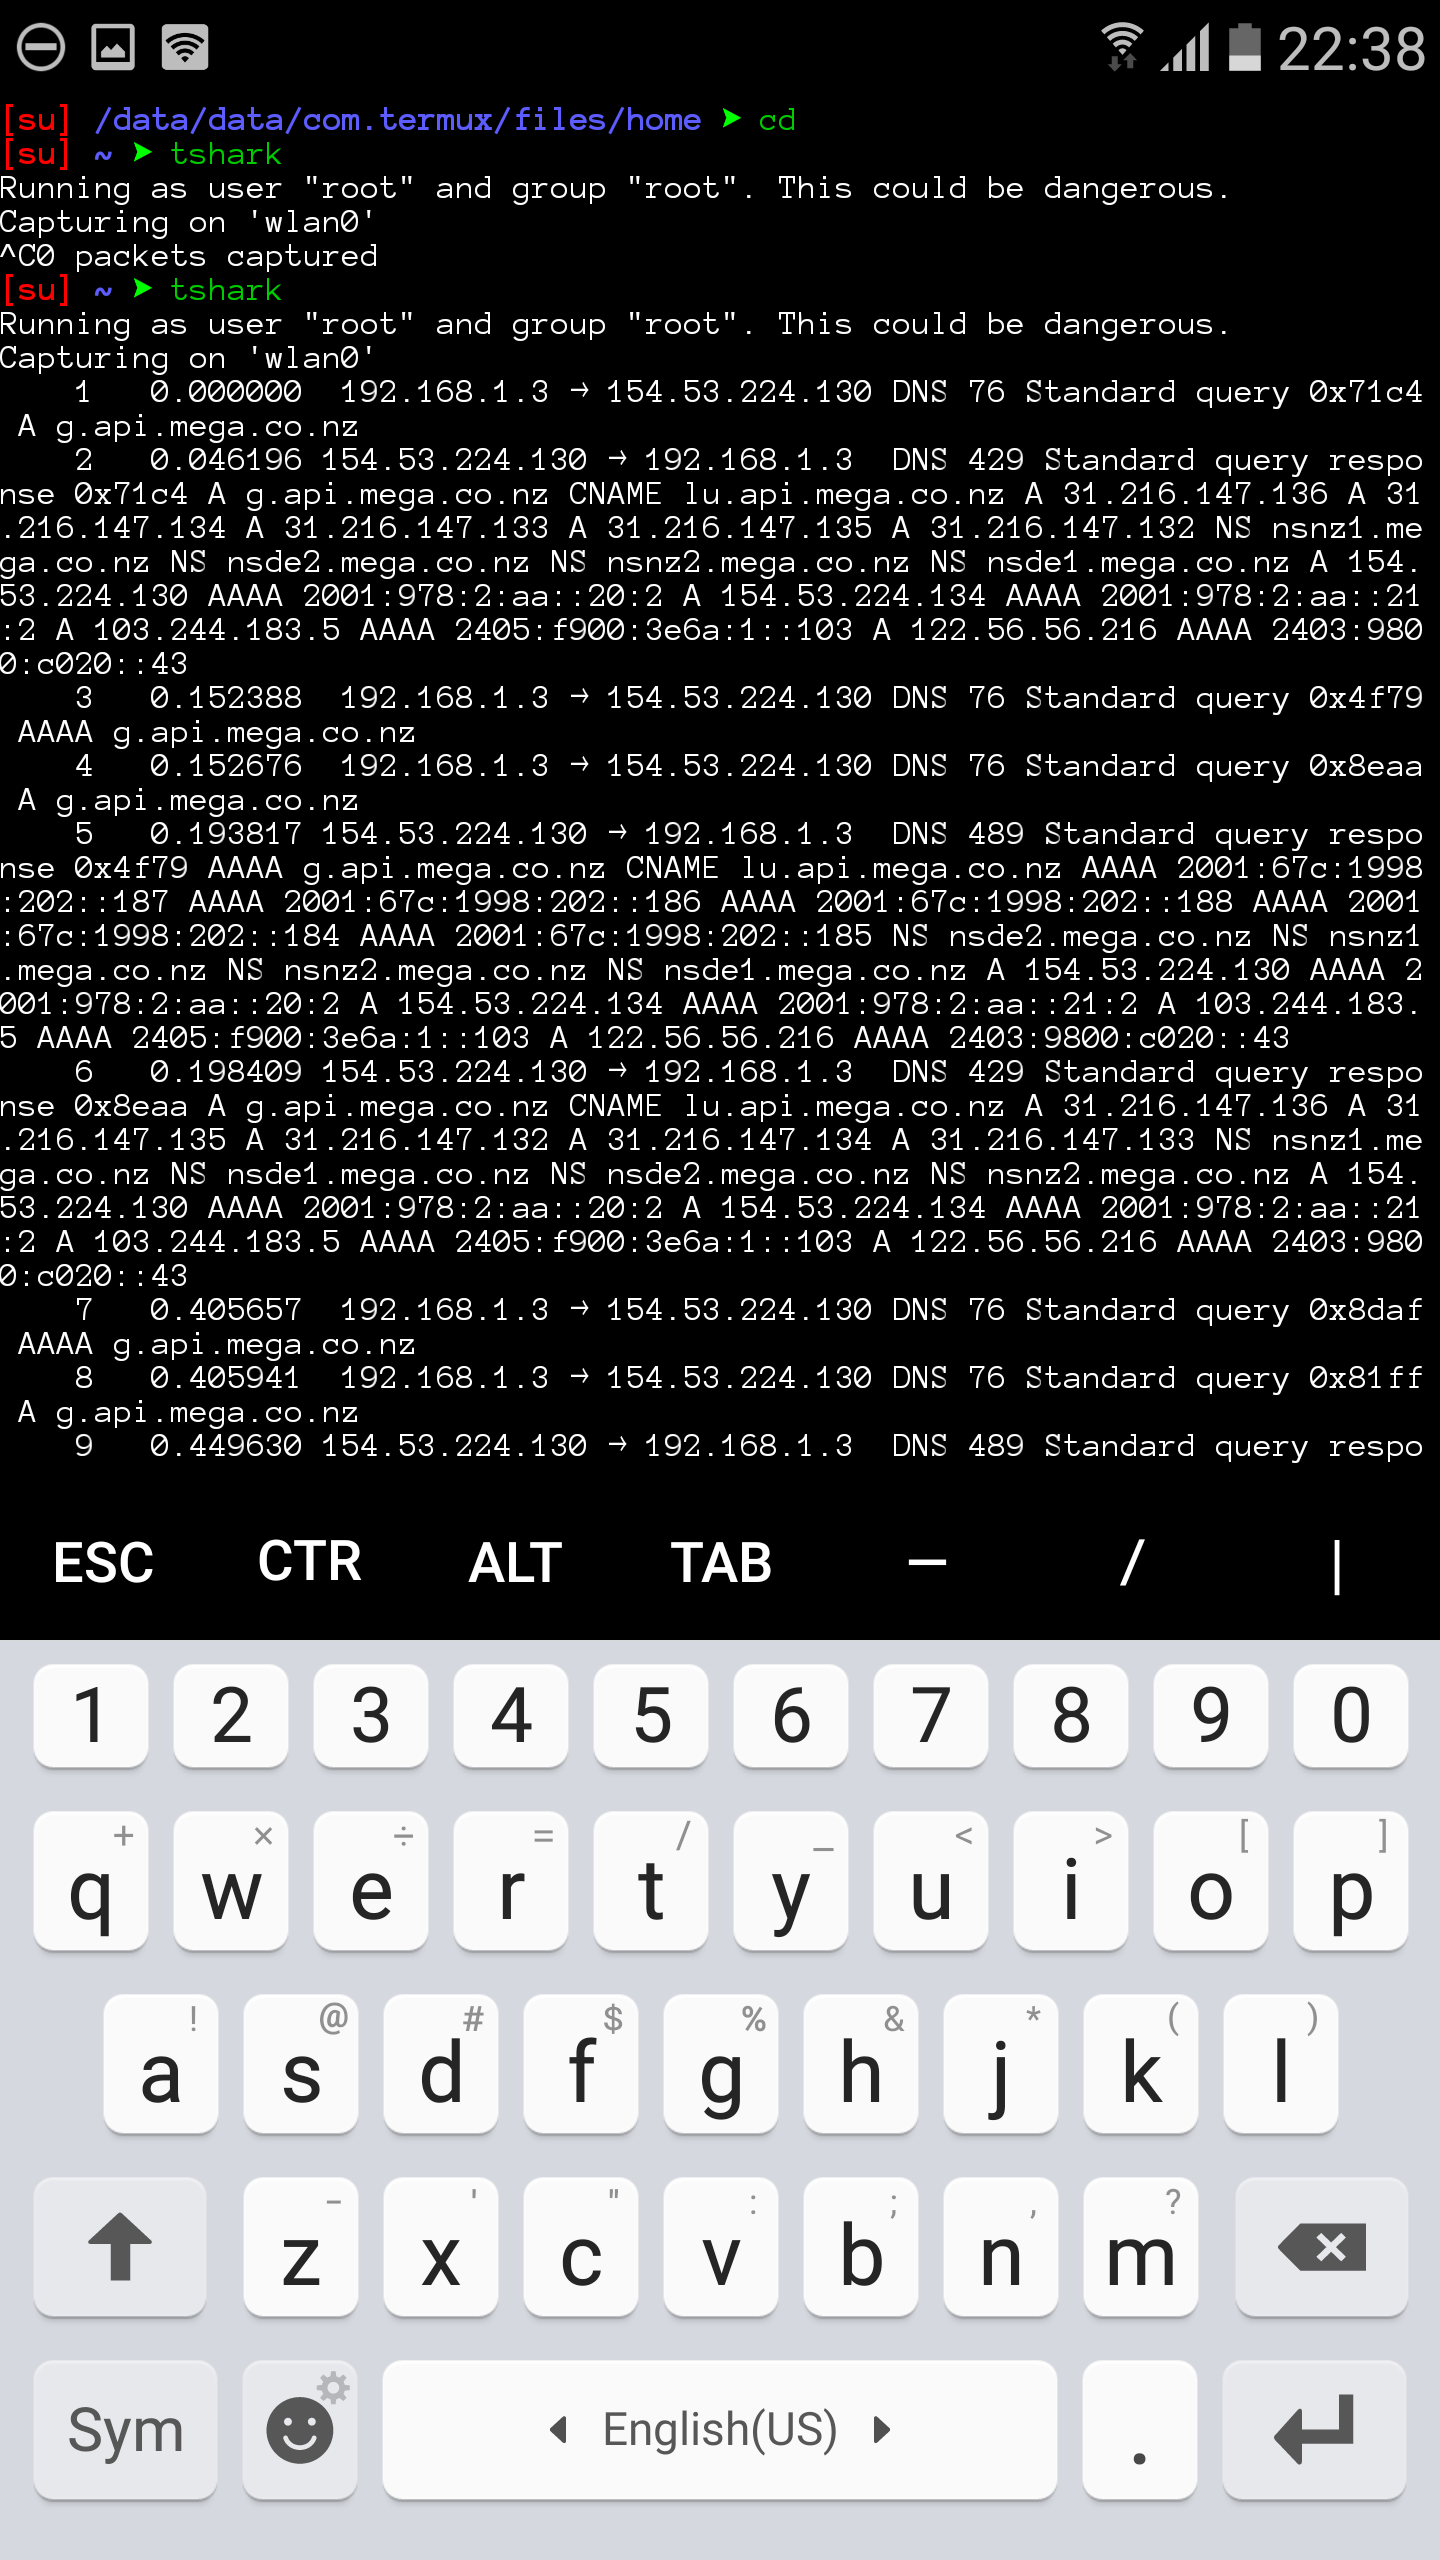 22:38
[su] /data/data/com.termux/files/home ➤ cd
[su] ~ ➤ tshark
Running as user "root" and group "root". This could be dangerous.
Capturing on 'wlan0'
^C0 packets captured
[su] ~ ➤ tshark
Running as user "root" and group "root". This could be dangerous.
Capturing on 'wlan0'
    1   0.000000  192.168.1.3 → 154.53.224.130 DNS 76 Standard query 0x71c4
 A g.api.mega.co.nz
    2   0.046196 154.53.224.130 → 192.168.1.3  DNS 429 Standard query respo
nse 0x71c4 A g.api.mega.co.nz CNAME lu.api.mega.co.nz A 31.216.147.136 A 31
.216.147.134 A 31.216.147.133 A 31.216.147.135 A 31.216.147.132 NS nsnz1.me
ga.co.nz NS nsde2.mega.co.nz NS nsnz2.mega.co.nz NS nsde1.mega.co.nz A 154.
53.224.130 AAAA 2001:978:2:aa::20:2 A 154.53.224.134 AAAA 2001:978:2:aa::21
:2 A 103.244.183.5 AAAA 2405:f900:3e6a:1::103 A 122.56.56.216 AAAA 2403:980
0:c020::43
    3   0.152388  192.168.1.3 → 154.53.224.130 DNS 76 Standard query 0x4f79
 AAAA g.api.mega.co.nz
    4   0.152676  192.168.1.3 → 154.53.224.130 DNS 76 Standard query 0x8eaa
 A g.api.mega.co.nz
    5   0.193817 154.53.224.130 → 192.168.1.3  DNS 489 Standard query respo
nse 0x4f79 AAAA g.api.mega.co.nz CNAME lu.api.mega.co.nz AAAA 2001:67c:1998
:202::187 AAAA 2001:67c:1998:202::186 AAAA 2001:67c:1998:202::188 AAAA 2001
:67c:1998:202::184 AAAA 2001:67c:1998:202::185 NS nsde2.mega.co.nz NS nsnz1
.mega.co.nz NS nsnz2.mega.co.nz NS nsde1.mega.co.nz A 154.53.224.130 AAAA 2
001:978:2:aa::20:2 A 154.53.224.134 AAAA 2001:978:2:aa::21:2 A 103.244.183.
5 AAAA 2405:f900:3e6a:1::103 A 122.56.56.216 AAAA 2403:9800:c020::43
    6   0.198409 154.53.224.130 → 192.168.1.3  DNS 429 Standard query respo
nse 0x8eaa A g.api.mega.co.nz CNAME lu.api.mega.co.nz A 31.216.147.136 A 31
.216.147.135 A 31.216.147.132 A 31.216.147.134 A 31.216.147.133 NS nsnz1.me
ga.co.nz NS nsde1.mega.co.nz NS nsde2.mega.co.nz NS nsnz2.mega.co.nz A 154.
53.224.130 AAAA 2001:978:2:aa::20:2 A 154.53.224.134 AAAA 2001:978:2:aa::21
:2 A 103.244.183.5 AAAA 2405:f900:3e6a:1::103 A 122.56.56.216 AAAA 2403:980
0:c020::43
    7   0.405657  192.168.1.3 → 154.53.224.130 DNS 76 Standard query 0x8daf
 AAAA g.api.mega.co.nz
    8   0.405941  192.168.1.3 → 154.53.224.130 DNS 76 Standard query 0x81ff
 A g.api.mega.co.nz
    9   0.449630 154.53.224.130 → 192.168.1.3  DNS 489 Standard query respo
ESC CTR ALT TAB — / |
1 2 3 4 5 6 7 8 9 0
+ × ÷ = / _ < > [ ]
q w e r t y u i o p
! @ # $ % & * ( )
a s d f g h j k l
- ' " : ; , ?
z x c v b n m
Sym English(US) .